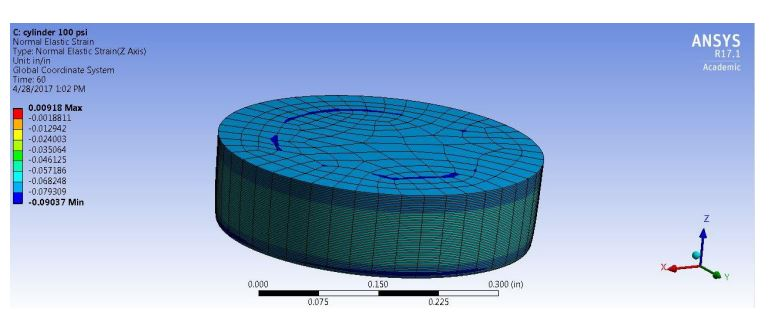 C: cylinder 100 psi
Normal Elastic Strain
Type: Normal Elastic Strain(Z Axis)
Unit: in/in
Global Coordinate System
Time: 60
4/28/2017 1:02 PM
0.00918 Max
-0.0018811
-0.012942
-0.024003
-0.035064
-0.046125
-0.057186
-0.068248
-0.079309
-0.09037 Min
ANSYS
R17.1
Academic
0.000
0.150
0.300 (in)
0.075
0.225
Z
X
Y